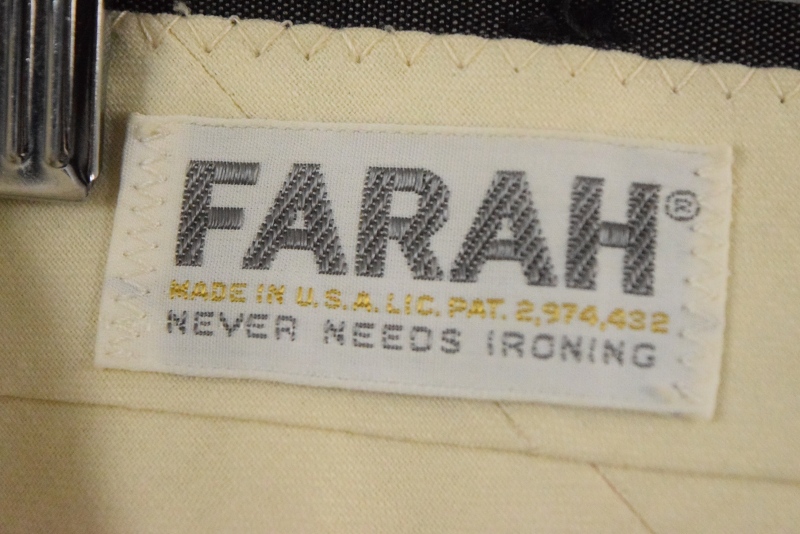 FARAH®
MADE IN U.S.A. LIC. PAT. 2,974,432
NEVER NEEDS IRONING